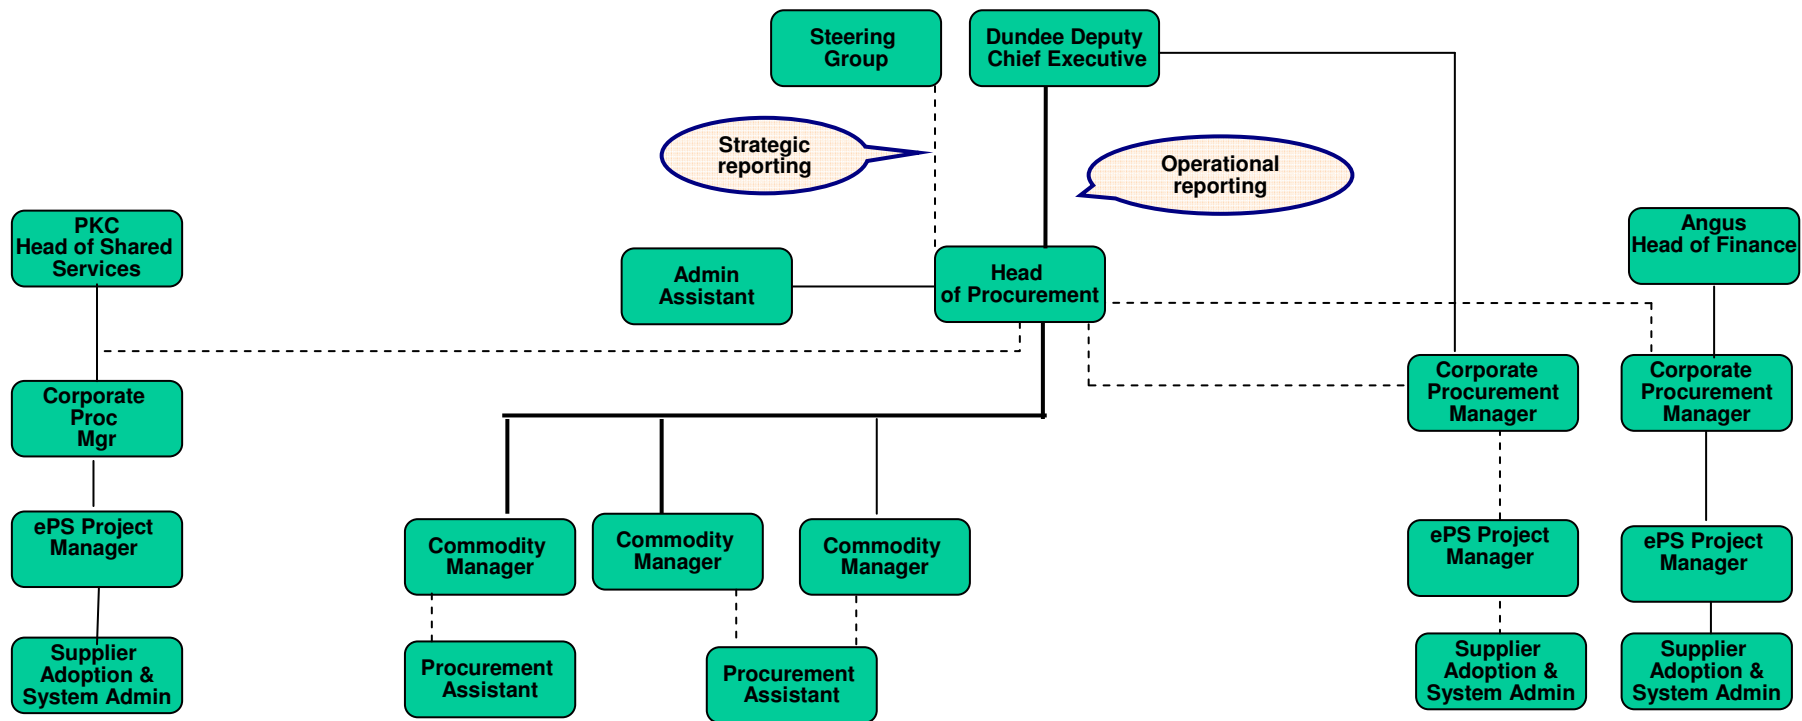 Steering
Group
Dundee Deputy
Chief Executive
Strategic
reporting
Operational
reporting
PKC
Head of Shared
Services
Angus
Head of Finance
Admin
Assistant
Head
of Procurement
Corporate
Proc
Mgr
Corporate
Procurement
Manager
Corporate
Procurement
Manager
ePS Project
Manager
Commodity
Manager
Commodity
Manager
Commodity
Manager
ePS Project
Manager
ePS Project
Manager
Supplier
Adoption &
System Admin
Procurement
Assistant
Procurement
Assistant
Supplier
Adoption &
System Admin
Supplier
Adoption &
System Admin